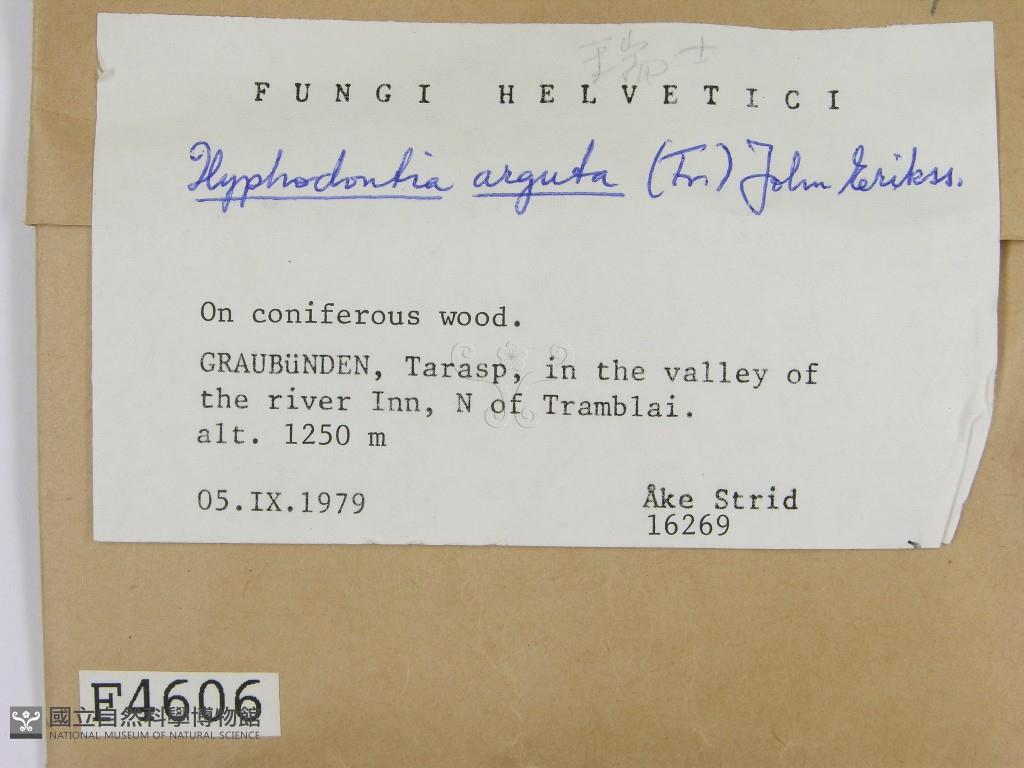 瑞士
FUNGI HELVETICI
Hyphodontia arguta (Fr.) John Erikss.
On coniferous wood.
GRAUBüNDEN, Tarasp, in the valley of
the river Inn, N of Tramblai.
alt. 1250 m
05.IX.1979
Åke Strid
16269
F4606
國立自然科學博物館
NATIONAL MUSEUM OF NATURAL SCIENCE